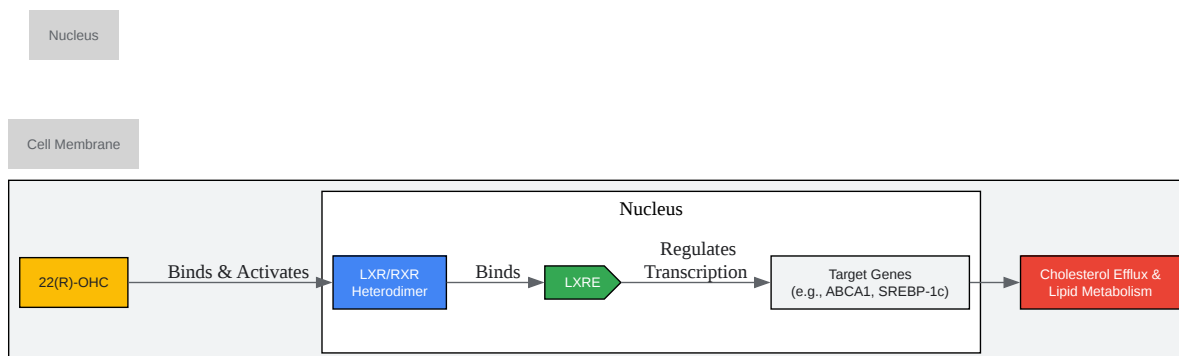 Nucleus
Cell Membrane
Nucleus
22(R)-OHC
Binds & Activates
LXR/RXR
Heterodimer
Binds
LXRE
Regulates
Transcription
Target Genes
(e.g., ABCA1, SREBP-1c)
Cholesterol Efflux &
Lipid Metabolism